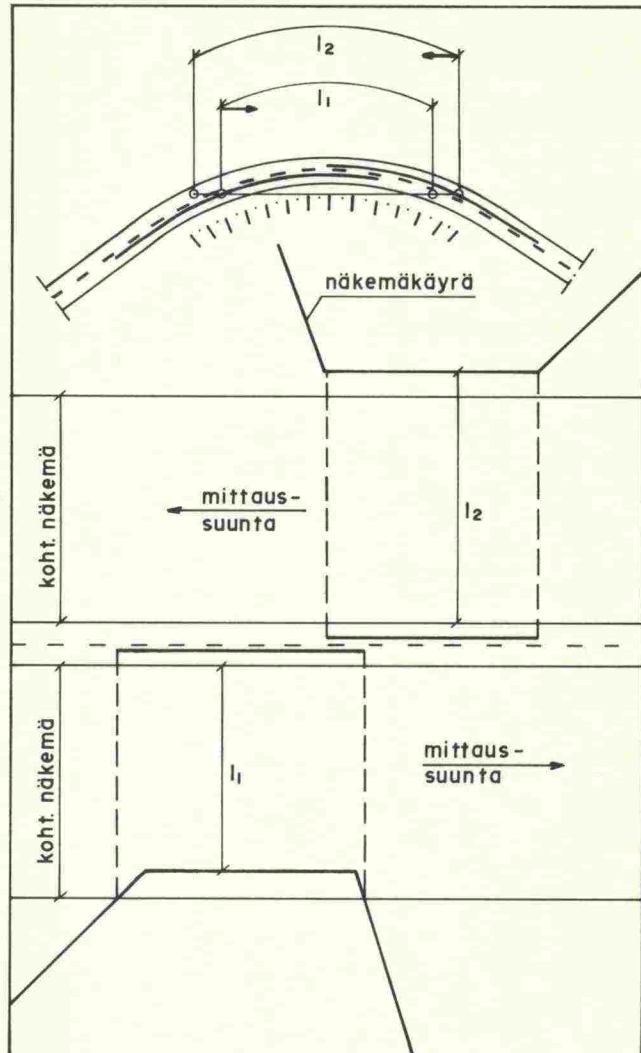 l2
l1
näkemäkäyrä
koht. näkemä
mittaus-
suunta
l2
koht. näkemä
l1
mittaus-
suunta